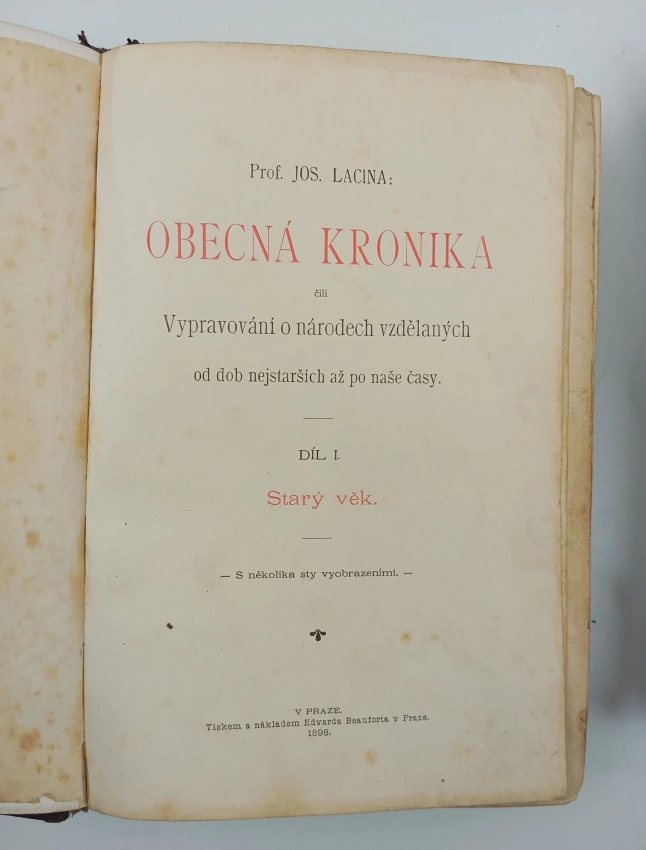 Prof. JOS. LACINA:
OBECNÁ KRONIKA
čili
Vypravování o národech vzdělaných
od dob nejstarších až po naše časy.
DÍL I.
Starý věk.
— S několika sty vyobrazeními. —
V PRAZE.
Tiskem a nákladem Edvarda Beauforta v Praze.
1898.